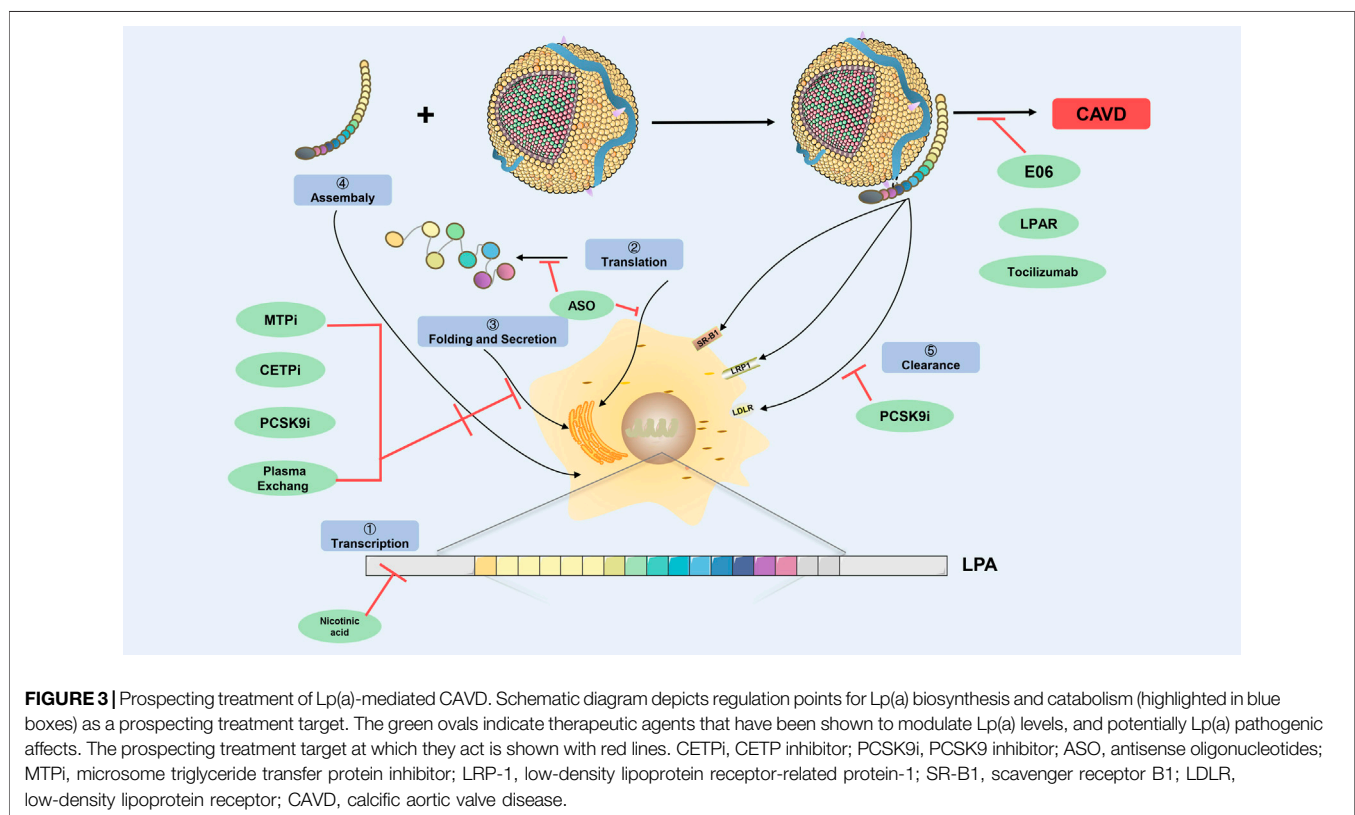 +
CAVD
E06
LPAR
Tocilizumab
④
Assembaly
②
Translation
ASO
③
Folding and Secretion
MTPi
CETPi
PCSK9i
Plasma
Exchang
SR-B1
LRP1
LDLR
⑤
Clearance
PCSK9i
①
Transcription
LPA
Nicotinic
acid
FIGURE 3 | Prospecting treatment of Lp(a)-mediated CAVD. Schematic diagram depicts regulation points for Lp(a) biosynthesis and catabolism (highlighted in blue
boxes) as a prospecting treatment target. The green ovals indicate therapeutic agents that have been shown to modulate Lp(a) levels, and potentially Lp(a) pathogenic
affects. The prospecting treatment target at which they act is shown with red lines. CETPi, CETP inhibitor; PCSK9i, PCSK9 inhibitor; ASO, antisense oligonucleotides;
MTPi, microsome triglyceride transfer protein inhibitor; LRP-1, low-density lipoprotein receptor-related protein-1; SR-B1, scavenger receptor B1; LDLR,
low-density lipoprotein receptor; CAVD, calcific aortic valve disease.